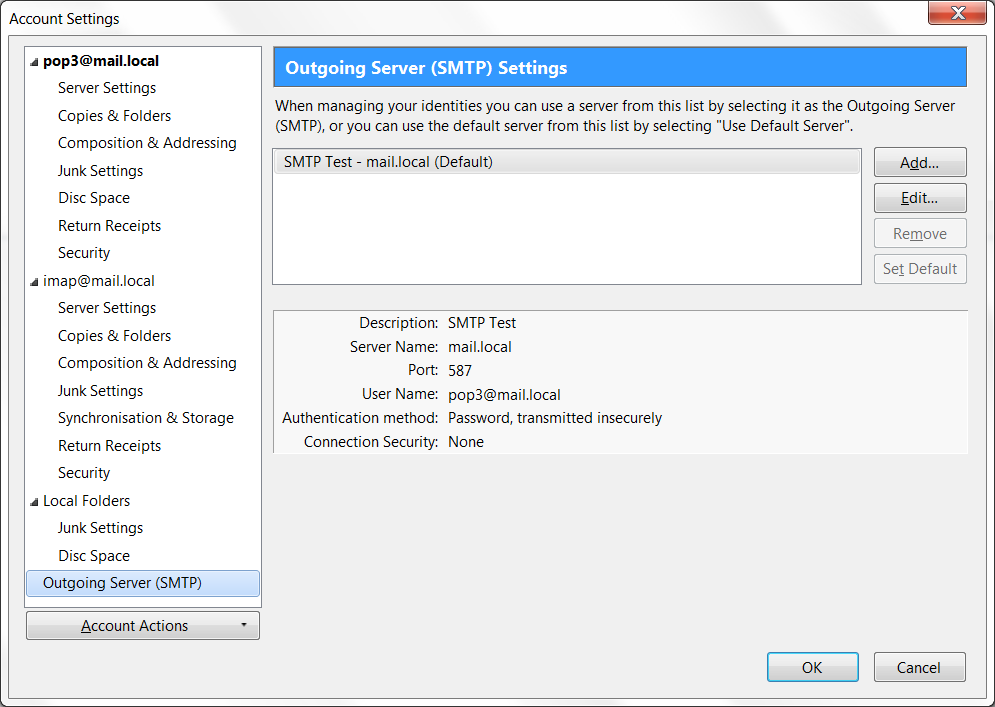 Account Settings
pop3@mail.local
Server Settings
Copies & Folders
Composition & Addressing
Junk Settings
Disc Space
Return Receipts
Security
imap@mail.local
Server Settings
Copies & Folders
Composition & Addressing
Junk Settings
Synchronisation & Storage
Return Receipts
Security
Local Folders
Junk Settings
Disc Space
Outgoing Server (SMTP)
Account Actions
Outgoing Server (SMTP) Settings
When managing your identities you can use a server from this list by selecting it as the Outgoing Server
(SMTP), or you can use the default server from this list by selecting "Use Default Server".
SMTP Test - mail.local (Default)
Add...
Edit...
Remove
Set Default
Description: SMTP Test
Server Name: mail.local
Port: 587
User Name: pop3@mail.local
Authentication method: Password, transmitted insecurely
Connection Security: None
OK
Cancel